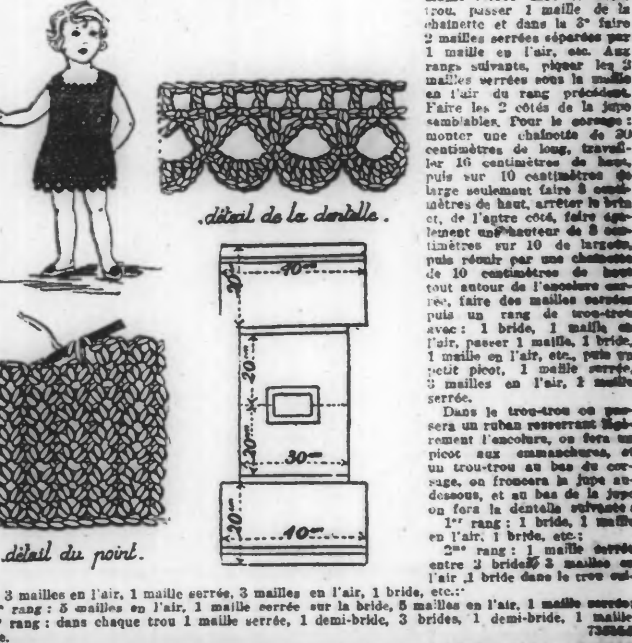 trou, passer 1 maille de la
chaînette et dans la 3e faire
2 mailles serrées séparées par
1 maille en l'air, etc. Aux
rangs suivants, piquer les 2
mailles serrées sous la maille
en l'air du rang précédent.
Faire les 2 côtés de la jupe
semblables. Pour le corsage :
monter une chaînette de 30
centimètres de long, travail-
ler 16 centimètres de haut,
puis sur 10 centimètres de
large seulement faire 8 centi-
mètres de haut, arrêter le brin
et, de l'autre côté, faire éga-
lement une hauteur de 8 cen-
timètres sur 10 de largeur,
puis réunir par une chaînette
de 10 centimètres de haut
tout autour de l'encolure car-
rée, faire des mailles serrées
puis un rang de trou-trou
avec : 1 bride, 1 maille en
l'air, passer 1 maille, 1 bride,
1 maille en l'air, etc., puis un
petit picot, 1 maille serrée,
3 mailles en l'air, 1 maille
serrée.
Dans le trou-trou on pas-
sera un ruban resserrant légè-
rement l'encolure, on fera un
picot aux emmanchures, et
un trou-trou au bas du cor-
sage, on froncera la jupe au-
dessous, et au bas de la jupe
on fera la dentelle suivante :
1er rang : 1 bride, 1 maille
en l'air, 1 bride, etc.;
2me rang : 1 maille serrée
entre 2 brides 3 mailles en
l'air ,1 bride dans le trou sui-
3 mailles en l'air, 1 maille serrée, 3 mailles en l'air, 1 bride, etc.:
rang : 5 mailles en l'air, 1 maille serrée sur la bride, 5 mailles en l'air, 1 maille serrée;
rang : dans chaque trou 1 maille serrée, 1 demi-bride, 3 brides, 1 demi-bride, 1 maille
détail de la dentelle.
20cm
40cm
20cm
20cm
30cm
20cm
40cm
détail du point.